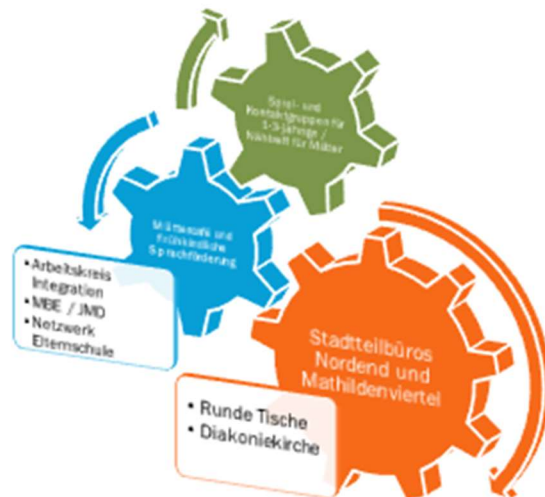 Spiel- und
Kontaktgruppen für
1-3-jährige /
für Mütter
Müttercafé und
frühkindliche
Sprachförderung
• Arbeitskreis
Integration
• MBE / JMD
• Netzwerk
Elternschule
Stadtteilbüros
Nordend und
Mathildenviertel
• Runde Tische
• Diakoniekirche